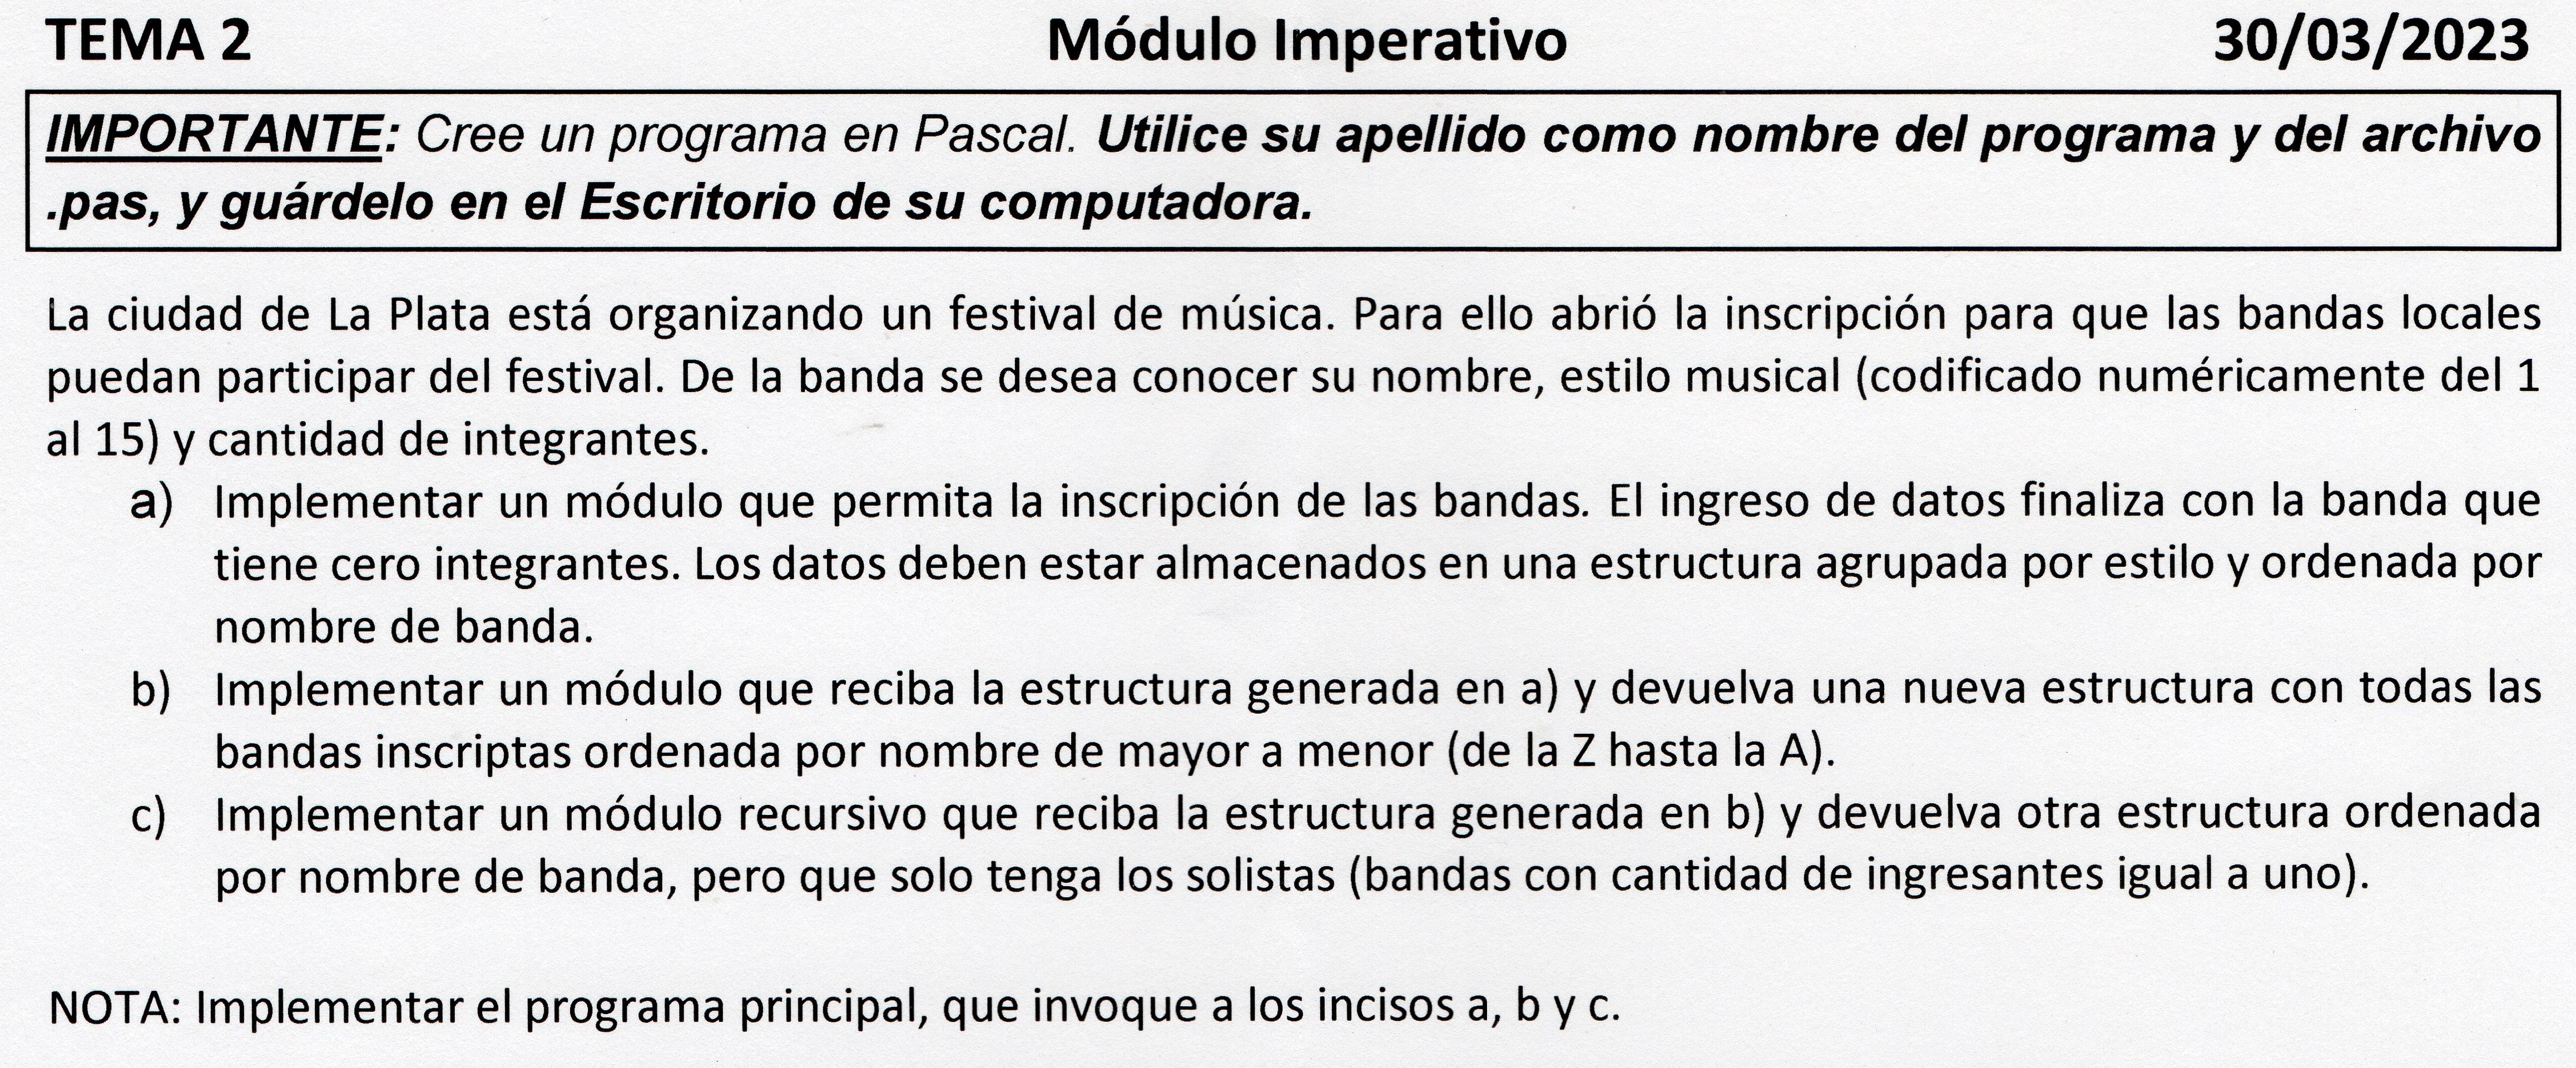 TEMA 2 Módulo Imperativo 30/03/2023
IMPORTANTE: Cree un programa en Pascal. Utilice su apellido como nombre del programa y del archivo
.pas, y guárdelo en el Escritorio de su computadora.
La ciudad de La Plata está organizando un festival de música. Para ello abrió la inscripción para que las bandas locales
puedan participar del festival. De la banda se desea conocer su nombre, estilo musical (codificado numéricamente del 1
al 15) y cantidad de integrantes.
a) Implementar un módulo que permita la inscripción de las bandas. El ingreso de datos finaliza con la banda que
tiene cero integrantes. Los datos deben estar almacenados en una estructura agrupada por estilo y ordenada por
nombre de banda.
b) Implementar un módulo que reciba la estructura generada en a) y devuelva una nueva estructura con todas las
bandas inscriptas ordenada por nombre de mayor a menor (de la Z hasta la A).
c) Implementar un módulo recursivo que reciba la estructura generada en b) y devuelva otra estructura ordenada
por nombre de banda, pero que solo tenga los solistas (bandas con cantidad de ingresantes igual a uno).
NOTA: Implementar el programa principal, que invoque a los incisos a, b y c.